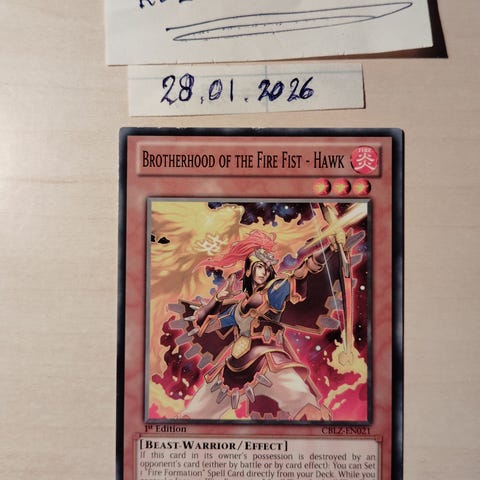 28.01.2026
BROTHERHOOD OF THE FIRE FIST - HAWK
FIRE
炎
1st Edition
CBLZ-EN021
[BEAST-WARRIOR/EFFECT]
If this card in its owner's possession is destroyed by an
opponent's card (either by battle or by card effect): You can Set
1 "Fire Formation" Spell Card directly from your Deck. While you